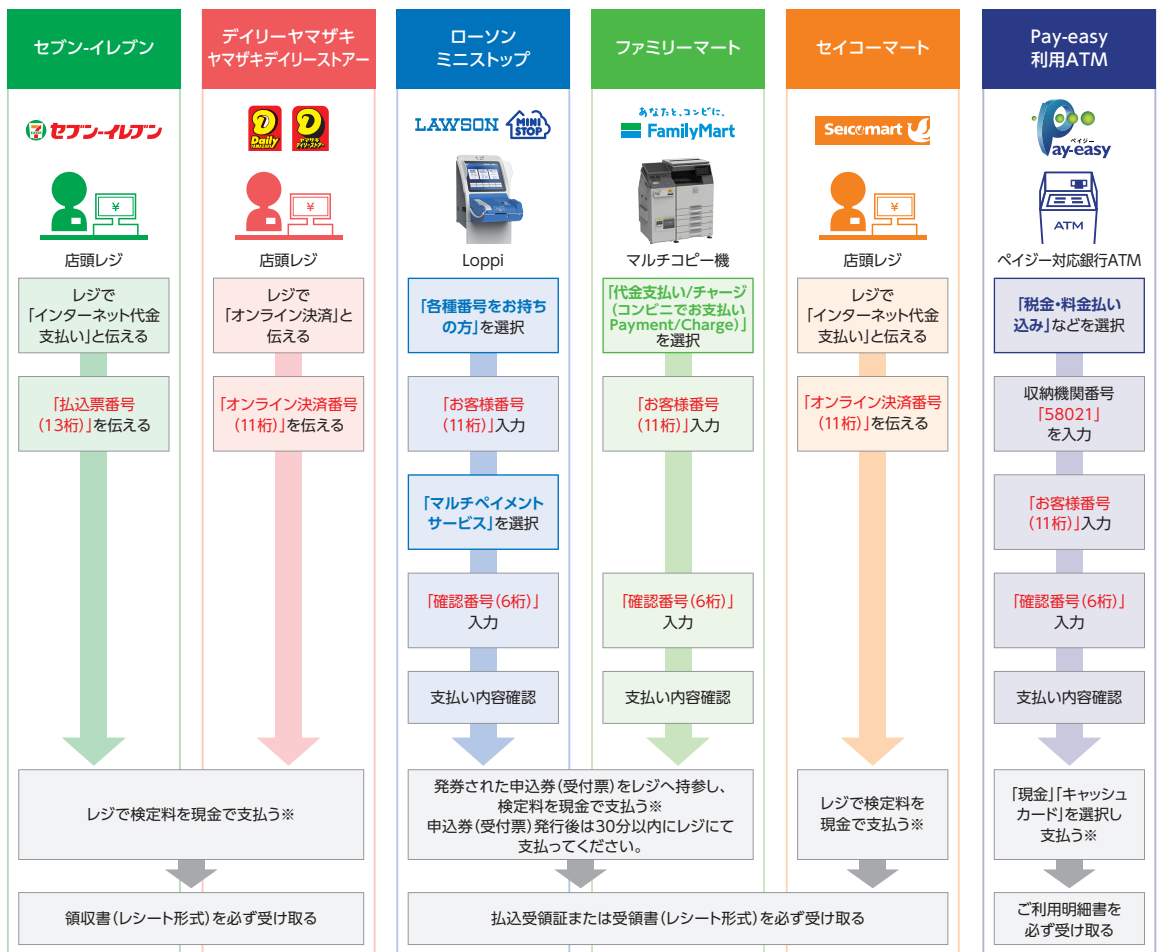 セブン-イレブン
デイリーヤマザキ
ヤマザキデイリーストアー
ローソン
ミニストップ
ファミリーマート
セイコーマート
Pay-easy
利用ATM
セブン-イレブン
Daily
ヤマザキ
デイリーストアー
LAWSON
MINI
STOP
あなたと、コンビに、
FamilyMart
Seicomart
ペイジー
Pay-easy
¥
¥
¥
ATM
店頭レジ
店頭レジ
Loppi
マルチコピー機
店頭レジ
ペイジー対応銀行ATM
レジで
「インターネット代金
支払い」と伝える
レジで
「オンライン決済」と
伝える
「各種番号をお持ち
の方」を選択
「代金支払い/チャージ
(コンビニでお支払い
Payment/Charge)」
を選択
レジで
「インターネット代金
支払い」と伝える
「税金・料金払い
込み」などを選択
「払込票番号
(13桁)」を伝える
「オンライン決済番号
(11桁)」を伝える
「お客様番号
(11桁)」入力
「お客様番号
(11桁)」入力
「オンライン決済番号
(11桁)」を伝える
収納機関番号
「58021」
を入力
「マルチペイメント
サービス」を選択
「お客様番号
(11桁)」入力
「確認番号(6桁)」
入力
「確認番号(6桁)」
入力
「確認番号(6桁)」
入力
支払い内容確認
支払い内容確認
支払い内容確認
レジで検定料を現金で支払う※
発券された申込券(受付票)をレジへ持参し、
検定料を現金で支払う※
申込券(受付票)発行後は30分以内にレジにて
支払ってください。
レジで検定料を
現金で支払う※
「現金」「キャッシュ
カード」を選択し
支払う※
領収書(レシート形式)を必ず受け取る
払込受領証または受領書(レシート形式)を必ず受け取る
ご利用明細書を
必ず受け取る